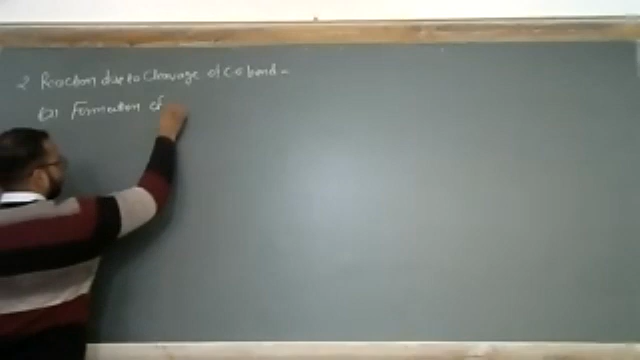 2 Reaction due to Cleavage of C-O bond -
(a) Formation of